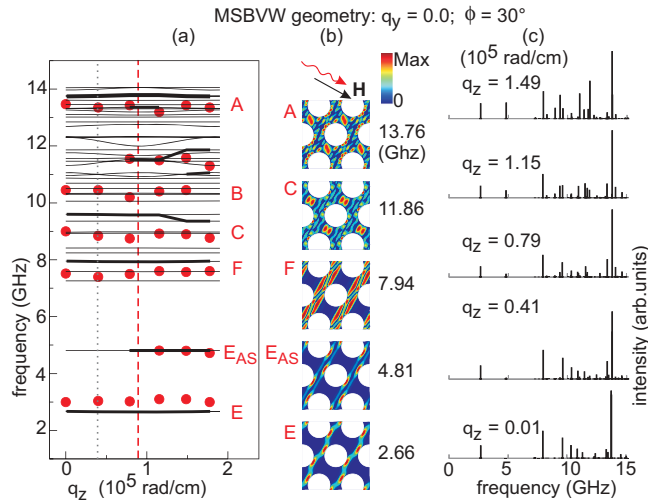 MSBVW geometry: q_y = 0.0; ϕ = 30°
(a)
14
12
10
8
6
4
2
frequency (GHz)
0
1
2
q_z (10^5 rad/cm)
A
B
C
F
E_AS
E
(b)
Max
0
H
A
13.76
(Ghz)
C
11.86
F
7.94
E_AS
4.81
E
2.66
(c)
(10^5 rad/cm)
q_z = 1.49
q_z = 1.15
q_z = 0.79
q_z = 0.41
q_z = 0.01
intensity (arb.units)
0
5
10
15
frequency (GHz)